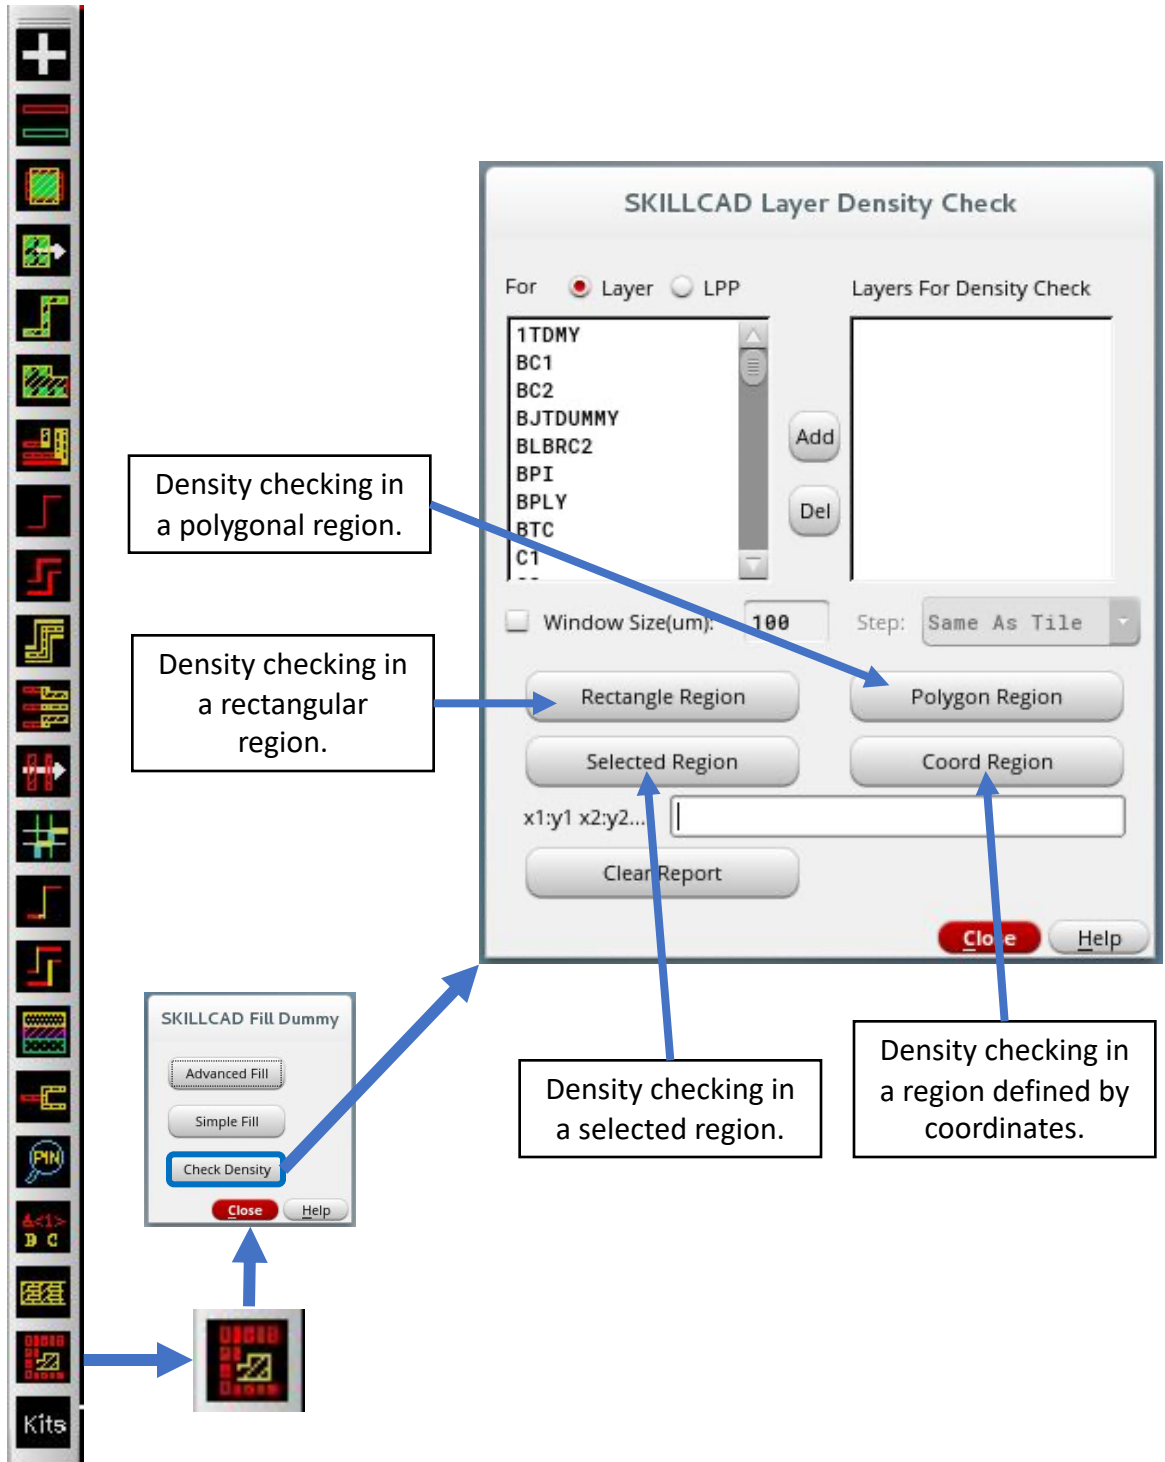 SKILLCAD Layer Density Check
For Layer LPP Layers For Density Check
1TDMY
BC1
BC2
BJTDUMMY
BLBRC2
BPI
BPLY
BTC
C1
Add
Del
Window Size(um): 100 Step: Same As Tile
Rectangle Region Polygon Region
Selected Region Coord Region
x1:y1 x2:y2...
Clear Report
Close Help
Density checking in
a polygonal region.
Density checking in
a rectangular
region.
Density checking in
a selected region.
Density checking in
a region defined by
coordinates.
SKILLCAD Fill Dummy
Advanced Fill
Simple Fill
Check Density
Close Help
PIN
&<1>
B C
Kits